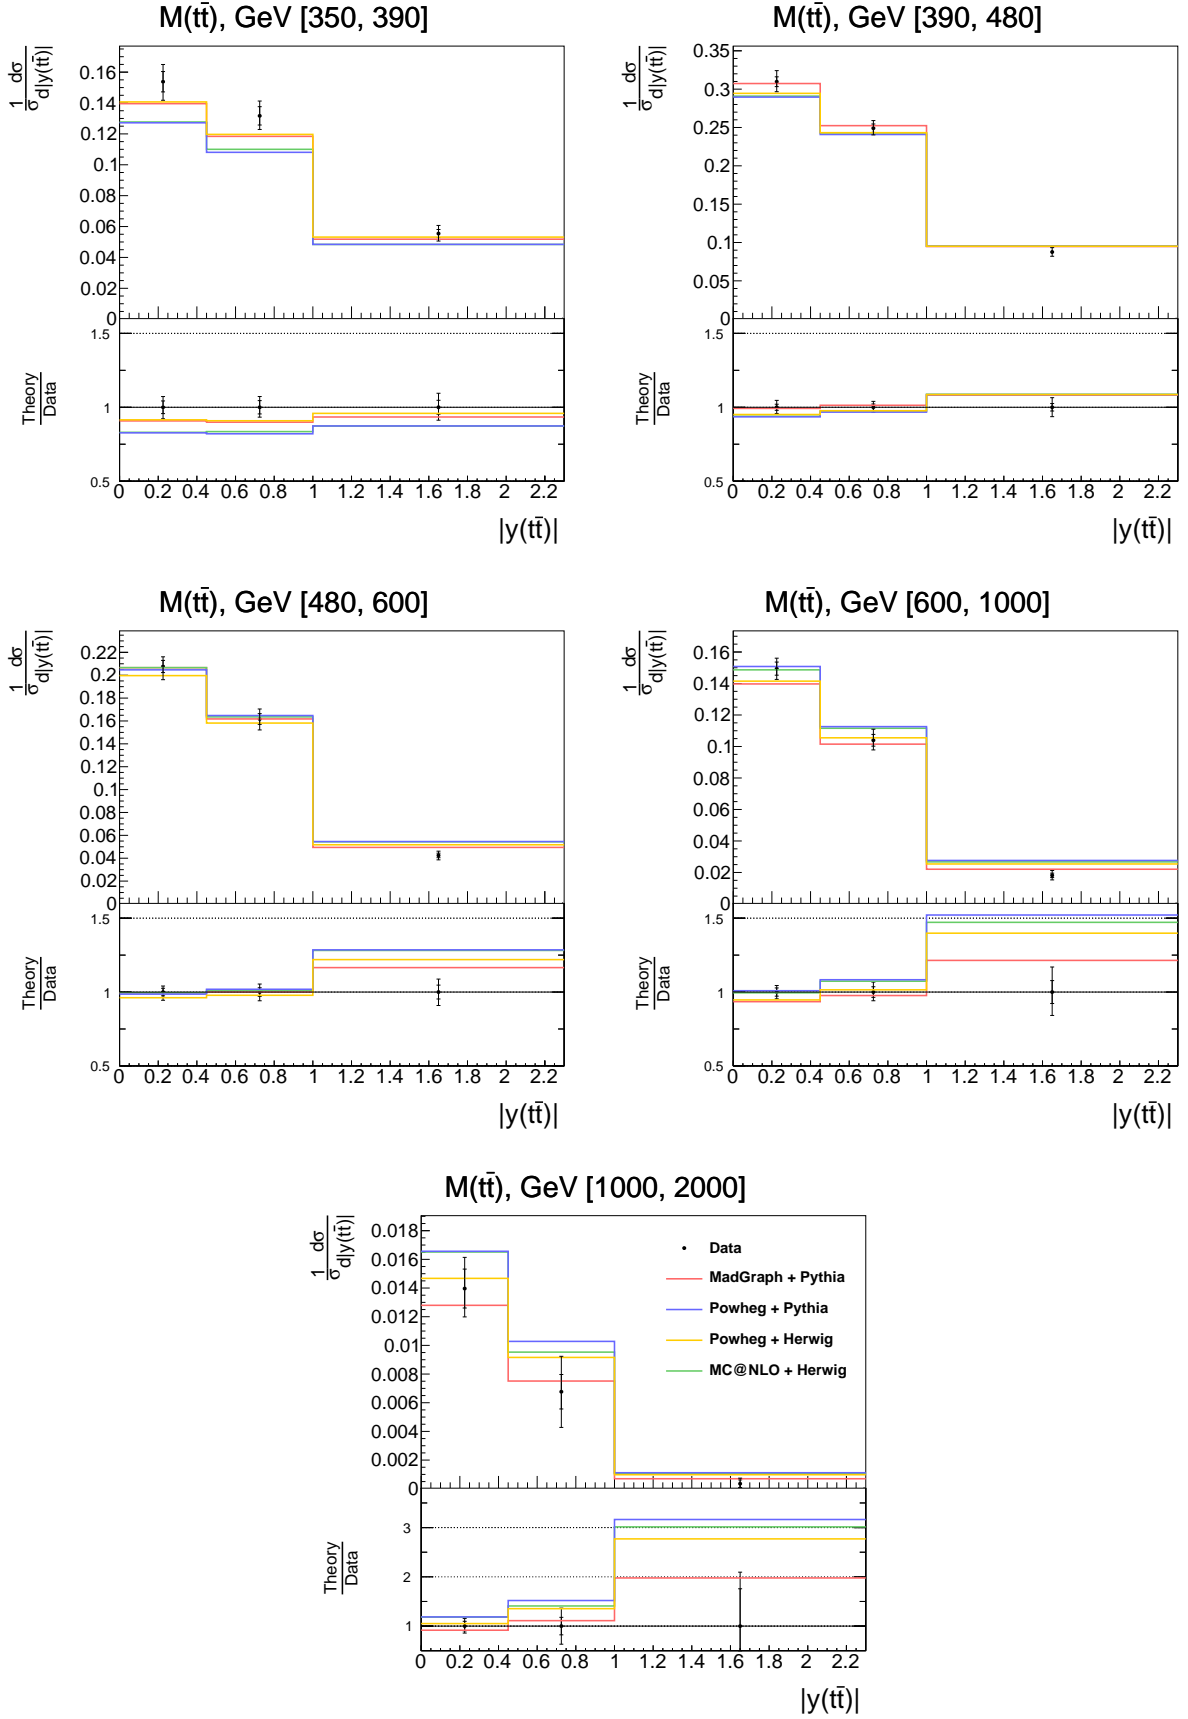 M(tt̄), GeV [350, 390]
1/σ dσ/d|y(tt̄)|
0.16
0.14
0.12
0.1
0.08
0.06
0.04
0.02
0
Theory/Data
1.5
1
0.5
0 0.2 0.4 0.6 0.8 1 1.2 1.4 1.6 1.8 2 2.2
|y(tt̄)|
M(tt̄), GeV [390, 480]
1/σ dσ/d|y(tt̄)|
0.35
0.3
0.25
0.2
0.15
0.1
0.05
0
Theory/Data
1.5
1
0.5
0 0.2 0.4 0.6 0.8 1 1.2 1.4 1.6 1.8 2 2.2
|y(tt̄)|
M(tt̄), GeV [480, 600]
1/σ dσ/d|y(tt̄)|
0.22
0.2
0.18
0.16
0.14
0.12
0.1
0.08
0.06
0.04
0.02
0
Theory/Data
1.5
1
0.5
0 0.2 0.4 0.6 0.8 1 1.2 1.4 1.6 1.8 2 2.2
|y(tt̄)|
M(tt̄), GeV [600, 1000]
1/σ dσ/d|y(tt̄)|
0.16
0.14
0.12
0.1
0.08
0.06
0.04
0.02
0
Theory/Data
1.5
1
0.5
0 0.2 0.4 0.6 0.8 1 1.2 1.4 1.6 1.8 2 2.2
|y(tt̄)|
M(tt̄), GeV [1000, 2000]
1/σ dσ/d|y(tt̄)|
0.018
0.016
0.014
0.012
0.01
0.008
0.006
0.004
0.002
0
Data
MadGraph + Pythia
Powheg + Pythia
Powheg + Herwig
MC@NLO + Herwig
Theory/Data
3
2
1
0 0.2 0.4 0.6 0.8 1 1.2 1.4 1.6 1.8 2 2.2
|y(tt̄)|